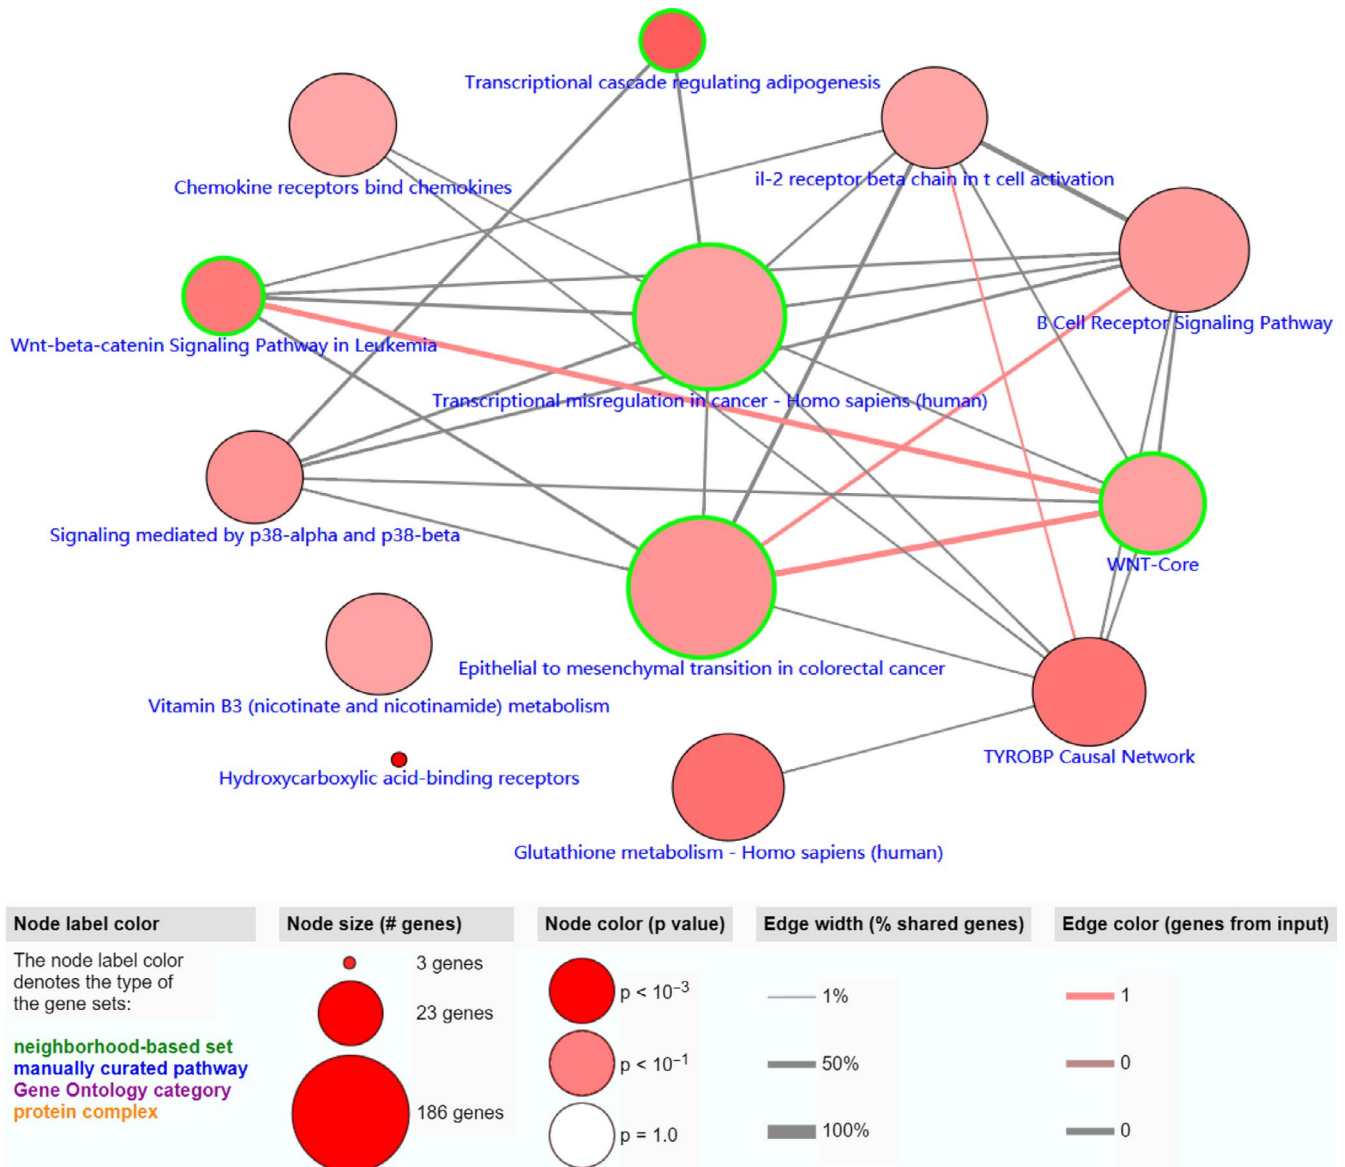 Transcriptional cascade regulating adipogenesis
Chemokine receptors bind chemokines
il-2 receptor beta chain in t cell activation
B Cell Receptor Signaling Pathway
Wnt-beta-catenin Signaling Pathway in Leukemia
Transcriptional misregulation in cancer - Homo sapiens (human)
Signaling mediated by p38-alpha and p38-beta
WNT-Core
Epithelial to mesenchymal transition in colorectal cancer
Vitamin B3 (nicotinate and nicotinamide) metabolism
TYROBP Causal Network
Hydroxycarboxylic acid-binding receptors
Glutathione metabolism - Homo sapiens (human)
Node label color
The node label color
denotes the type of
the gene sets:
neighborhood-based set
manually curated pathway
Gene Ontology category
protein complex
Node size (# genes)
3 genes
23 genes
186 genes
Node color (p value)
p < 10⁻³
p < 10⁻¹
p = 1.0
Edge width (% shared genes)
1%
50%
100%
Edge color (genes from input)
1
0
0